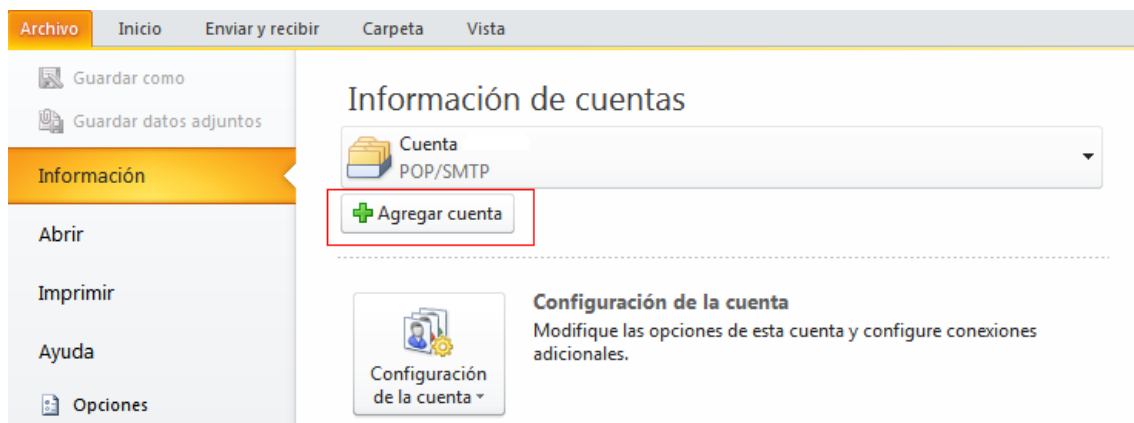 Archivo Inicio Enviar y recibir Carpeta Vista
Guardar como
Guardar datos adjuntos
Información
Abrir
Imprimir
Ayuda
Opciones
Información de cuentas
Cuenta
POP/SMTP
Agregar cuenta
Configuración
de la cuenta
Configuración de la cuenta
Modifique las opciones de esta cuenta y configure conexiones
adicionales.